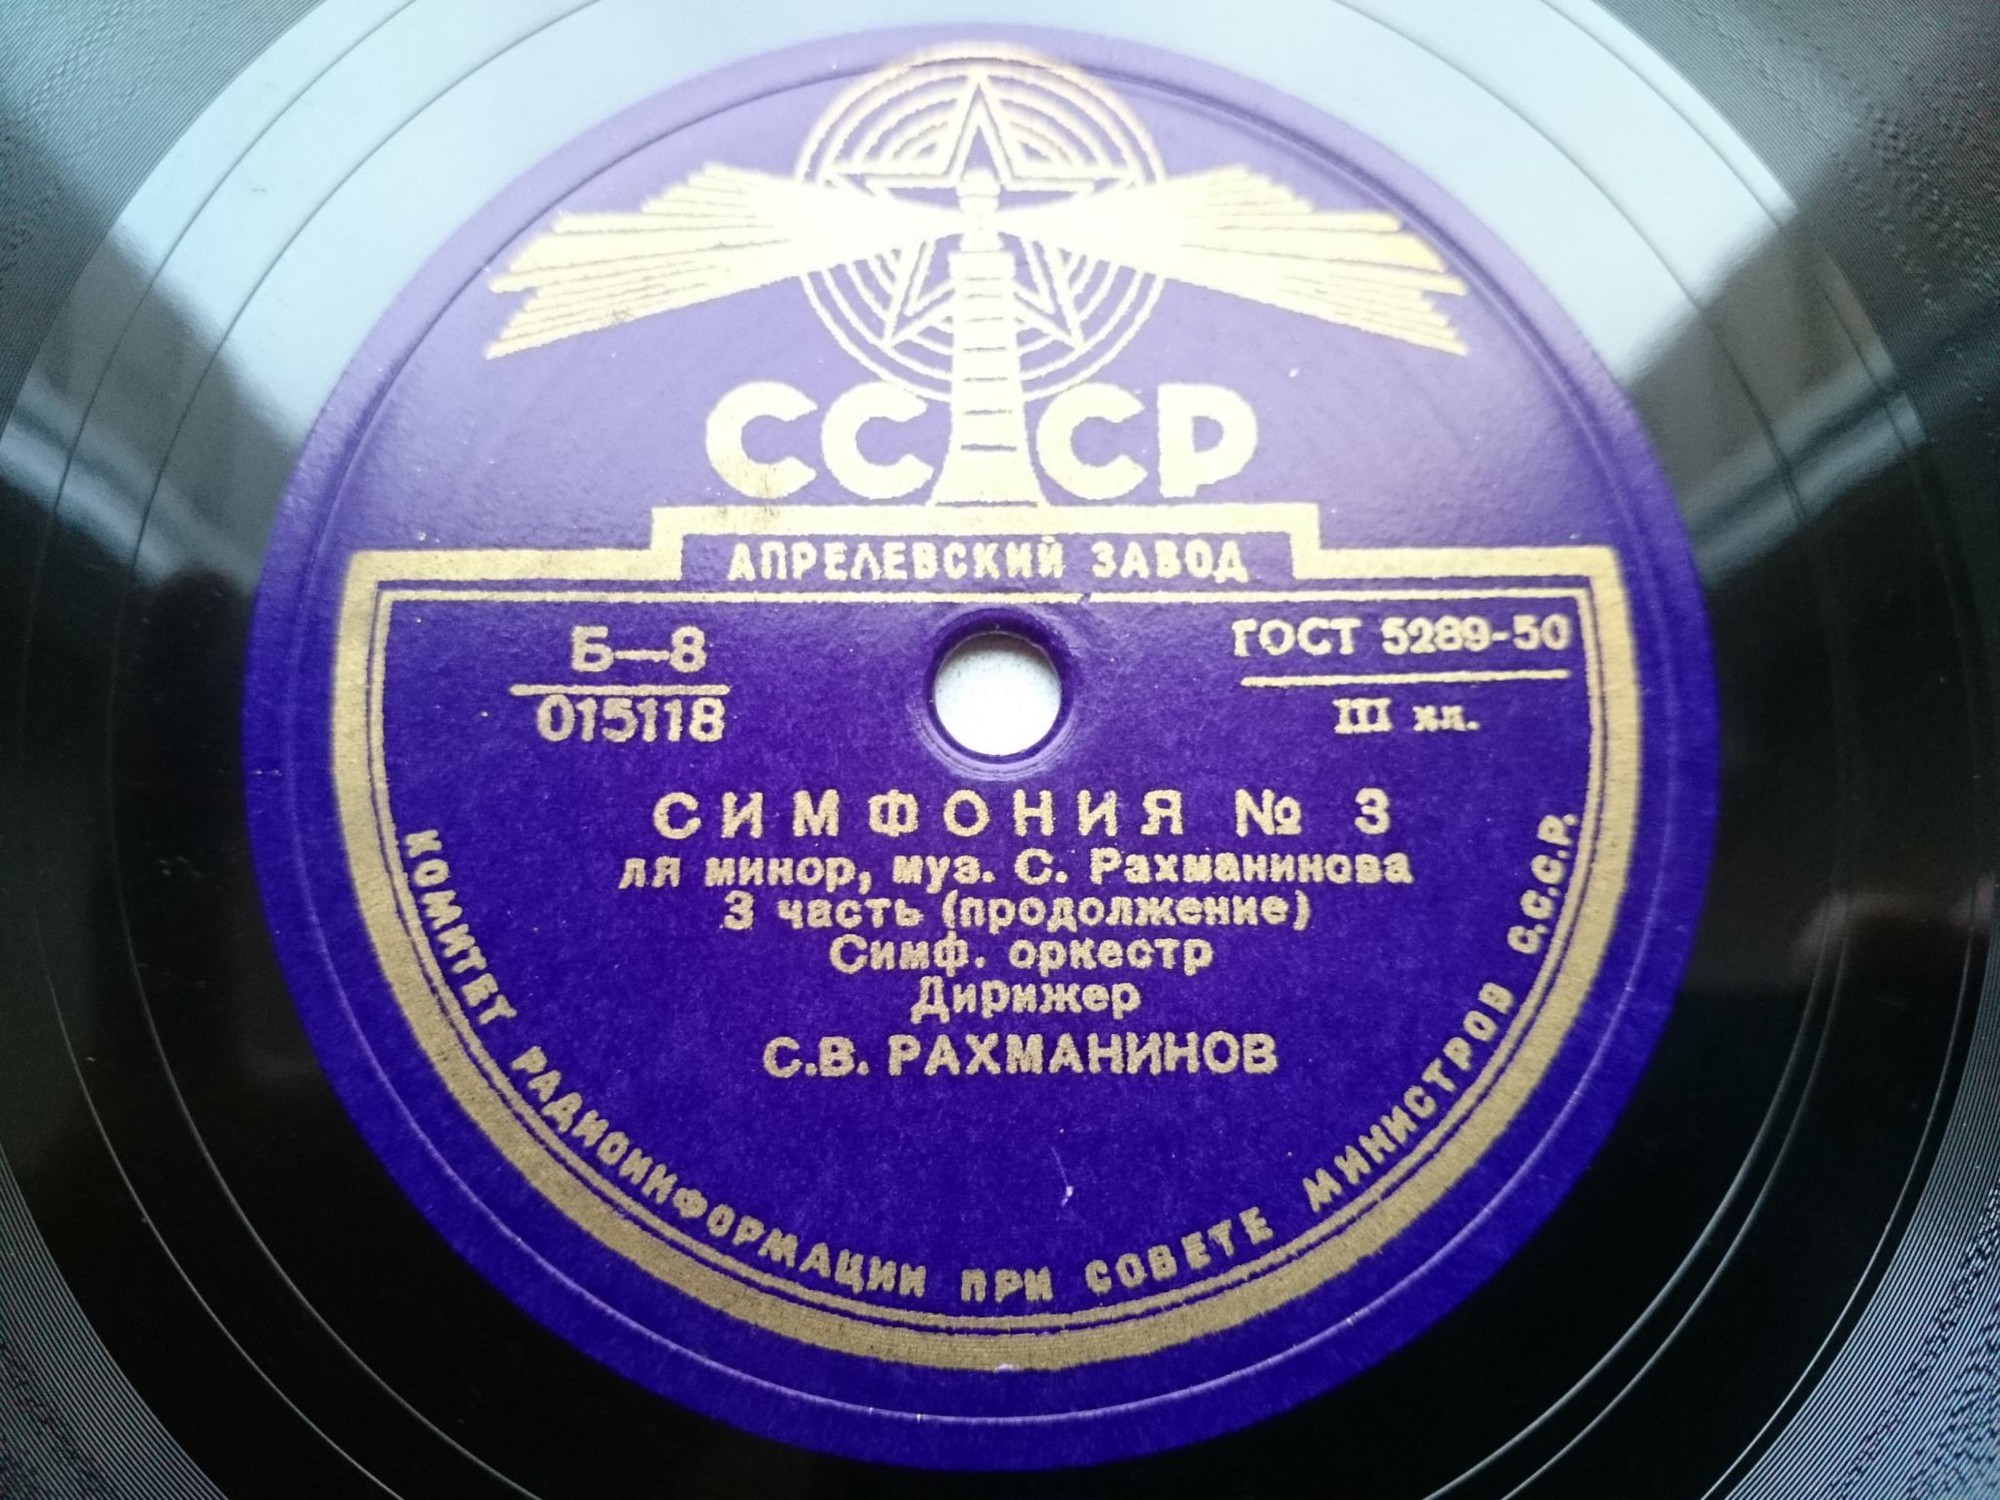 СССР
АПРЕЛЕВСКИЙ ЗАВОД
Б—8
015118
ГОСТ 5289-50
III кл.
СИМФОНИЯ № 3
ля минор, муз. С. Рахманинова
3 часть (продолжение)
Симф. оркестр
Дирижер
С.В. РАХМАНИНОВ
КОМИТЕТ РАДИОИНФОРМАЦИИ ПРИ СОВЕТЕ МИНИСТРОВ С.С.С.Р.